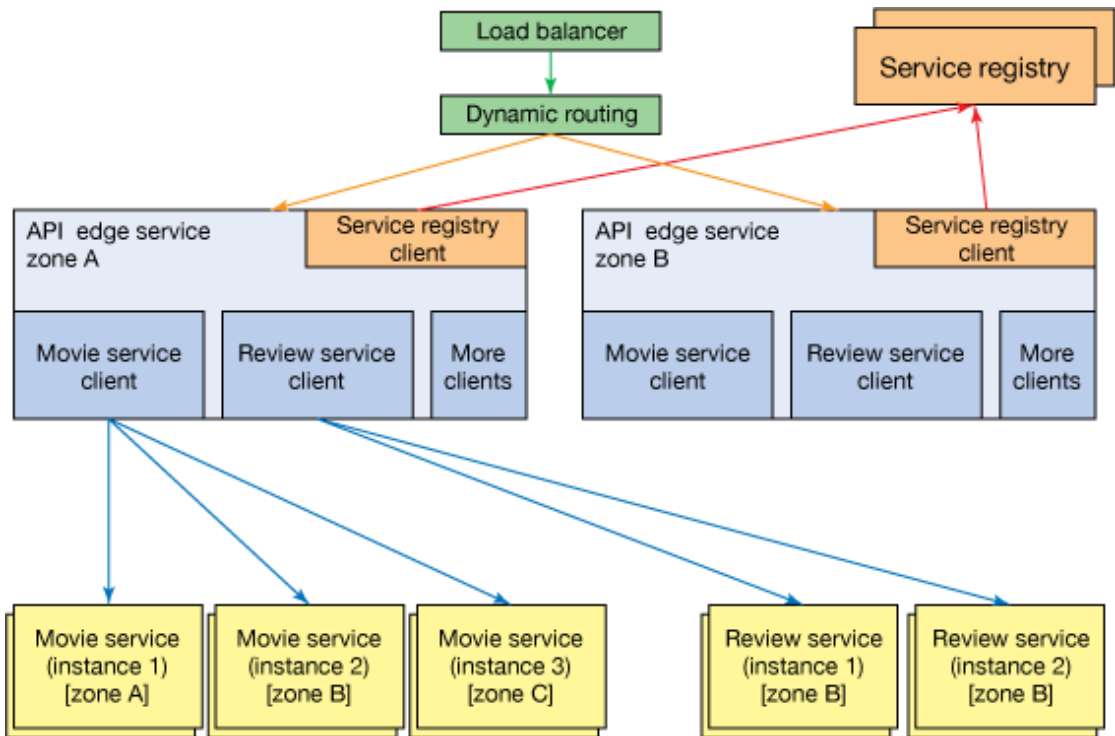 Load balancer
Service registry
Dynamic routing
API  edge service
zone A
Service registry
client
API  edge service
zone B
Service registry
client
Movie service
client
Review service
client
More
clients
Movie service
client
Review service
client
More
clients
Movie service
(instance 1)
[zone A]
Movie service
(instance 2)
[zone B]
Movie service
(instance 3)
[zone C]
Review service
(instance 1)
[zone B]
Review service
(instance 2)
[zone B]